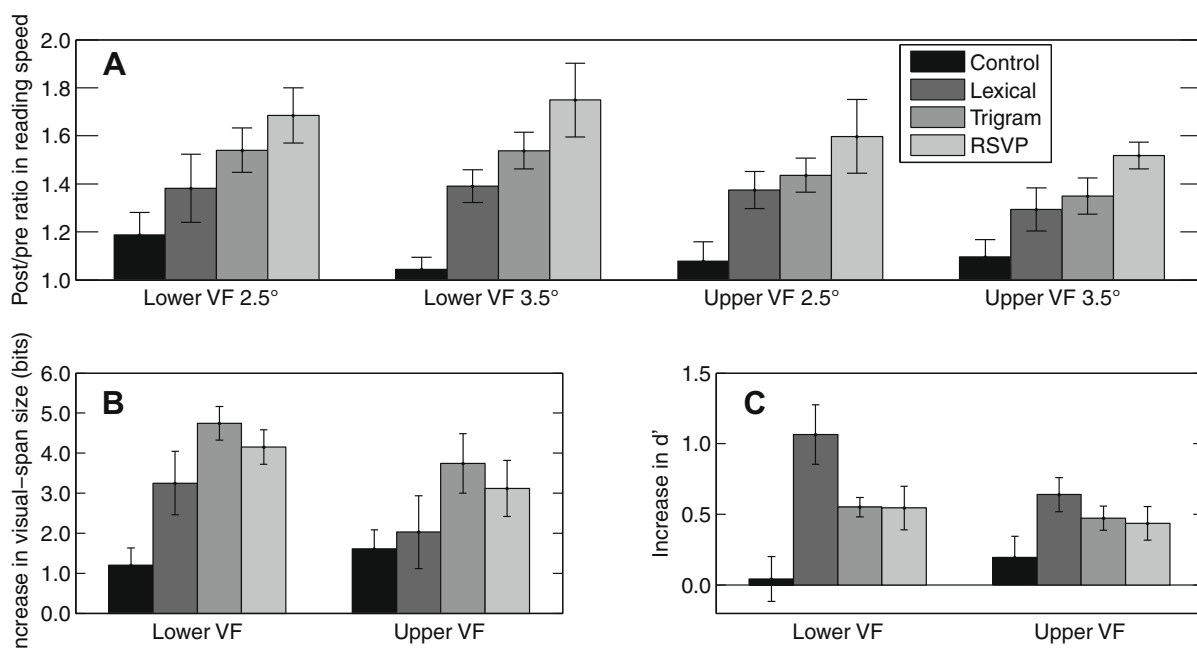 A
Post/pre ratio in reading speed
2.0
1.8
1.6
1.4
1.2
1.0
Control
Lexical
Trigram
RSVP
Lower VF 2.5°
Lower VF 3.5°
Upper VF 2.5°
Upper VF 3.5°
B
ncrease in visual-span size (bits)
6.0
5.0
4.0
3.0
2.0
1.0
0.0
Lower VF
Upper VF
C
Increase in d'
1.5
1.0
0.5
0.0
Lower VF
Upper VF